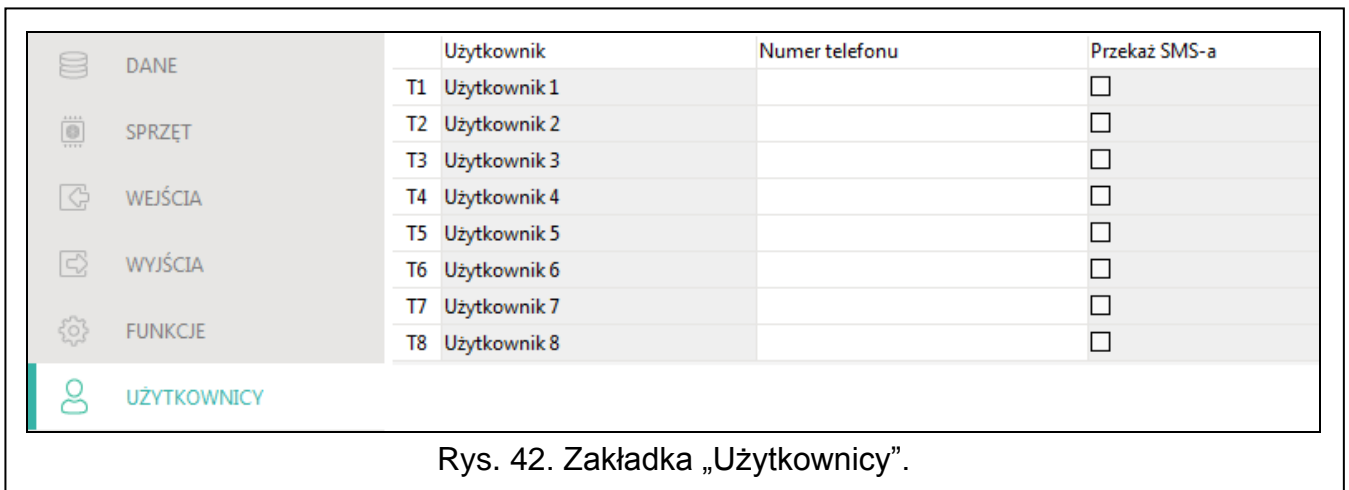 DANE
SPRZĘT
WEJŚCIA
WYJŚCIA
FUNKCJE
UŻYTKOWNICY
Użytkownik Numer telefonu Przekaż SMS-a
T1 Użytkownik 1
T2 Użytkownik 2
T3 Użytkownik 3
T4 Użytkownik 4
T5 Użytkownik 5
T6 Użytkownik 6
T7 Użytkownik 7
T8 Użytkownik 8
Rys. 42. Zakładka „Użytkownicy”.